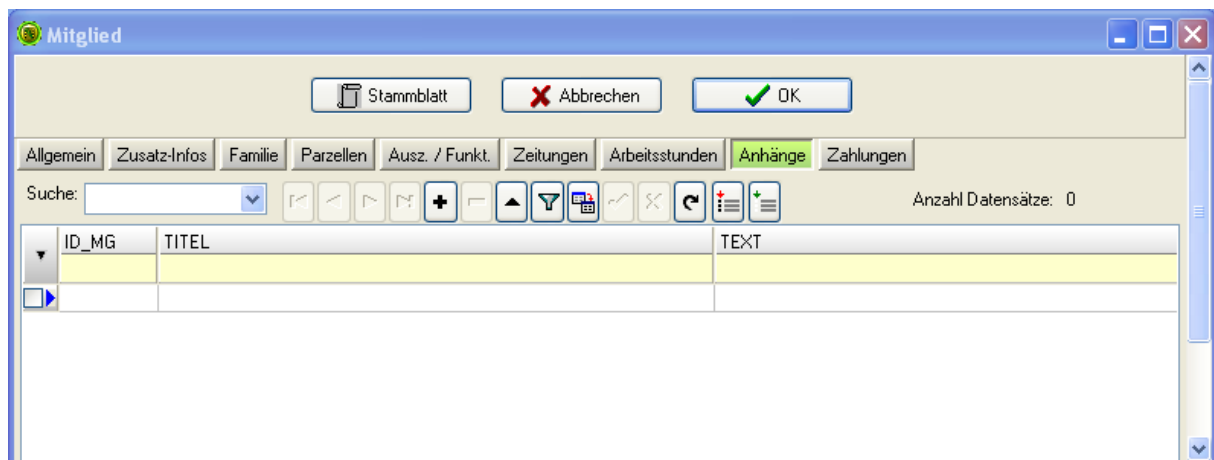 Mitglied
Stammblatt Abbrechen OK
Allgemein Zusatz-Infos Familie Parzellen Ausz. / Funkt. Zeitungen Arbeitsstunden Anhänge Zahlungen
Suche: Anzahl Datensätze: 0
ID_MG TITEL TEXT